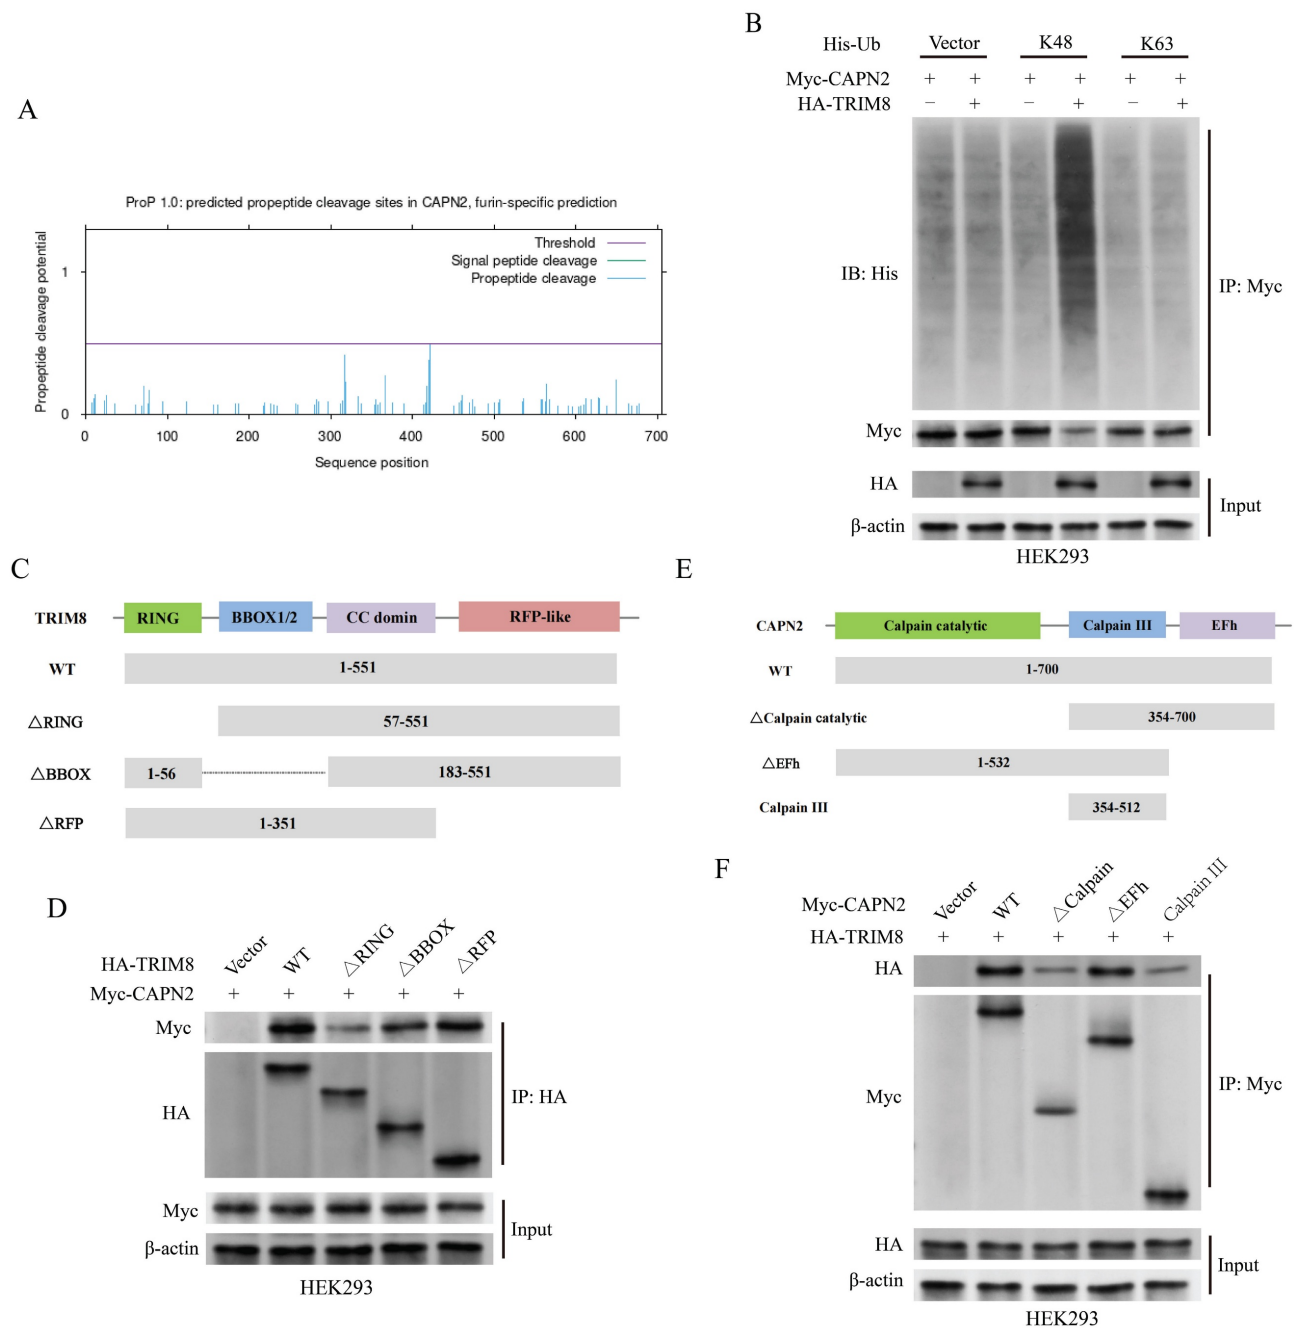 A
ProP 1.0: predicted propeptide cleavage sites in CAPN2, furin-specific prediction
Propeptide cleavage potential
1
0
Threshold
Signal peptide cleavage
Propeptide cleavage
0 100 200 300 400 500 600 700
Sequence position
B
His-Ub Vector K48 K63
Myc-CAPN2 + + + + + +
HA-TRIM8 − + − + − +
IB: His
IP: Myc
Myc
HA
Input
β-actin
HEK293
C
TRIM8 RING BBOX1/2 CC domin RFP-like
WT 1-551
△RING 57-551
△BBOX 1-56 183-551
△RFP 1-351
E
CAPN2 Calpain catalytic Calpain III EFh
WT 1-700
△Calpain catalytic 354-700
△EFh 1-532
Calpain III 354-512
D
HA-TRIM8 Vector WT △RING △BBOX △RFP
Myc-CAPN2 + + + + +
Myc
HA
IP: HA
Myc
Input
β-actin
HEK293
F
Myc-CAPN2 Vector WT △Calpain △EFh Calpain III
HA-TRIM8 + + + + +
HA
Myc
IP: Myc
HA
Input
β-actin
HEK293